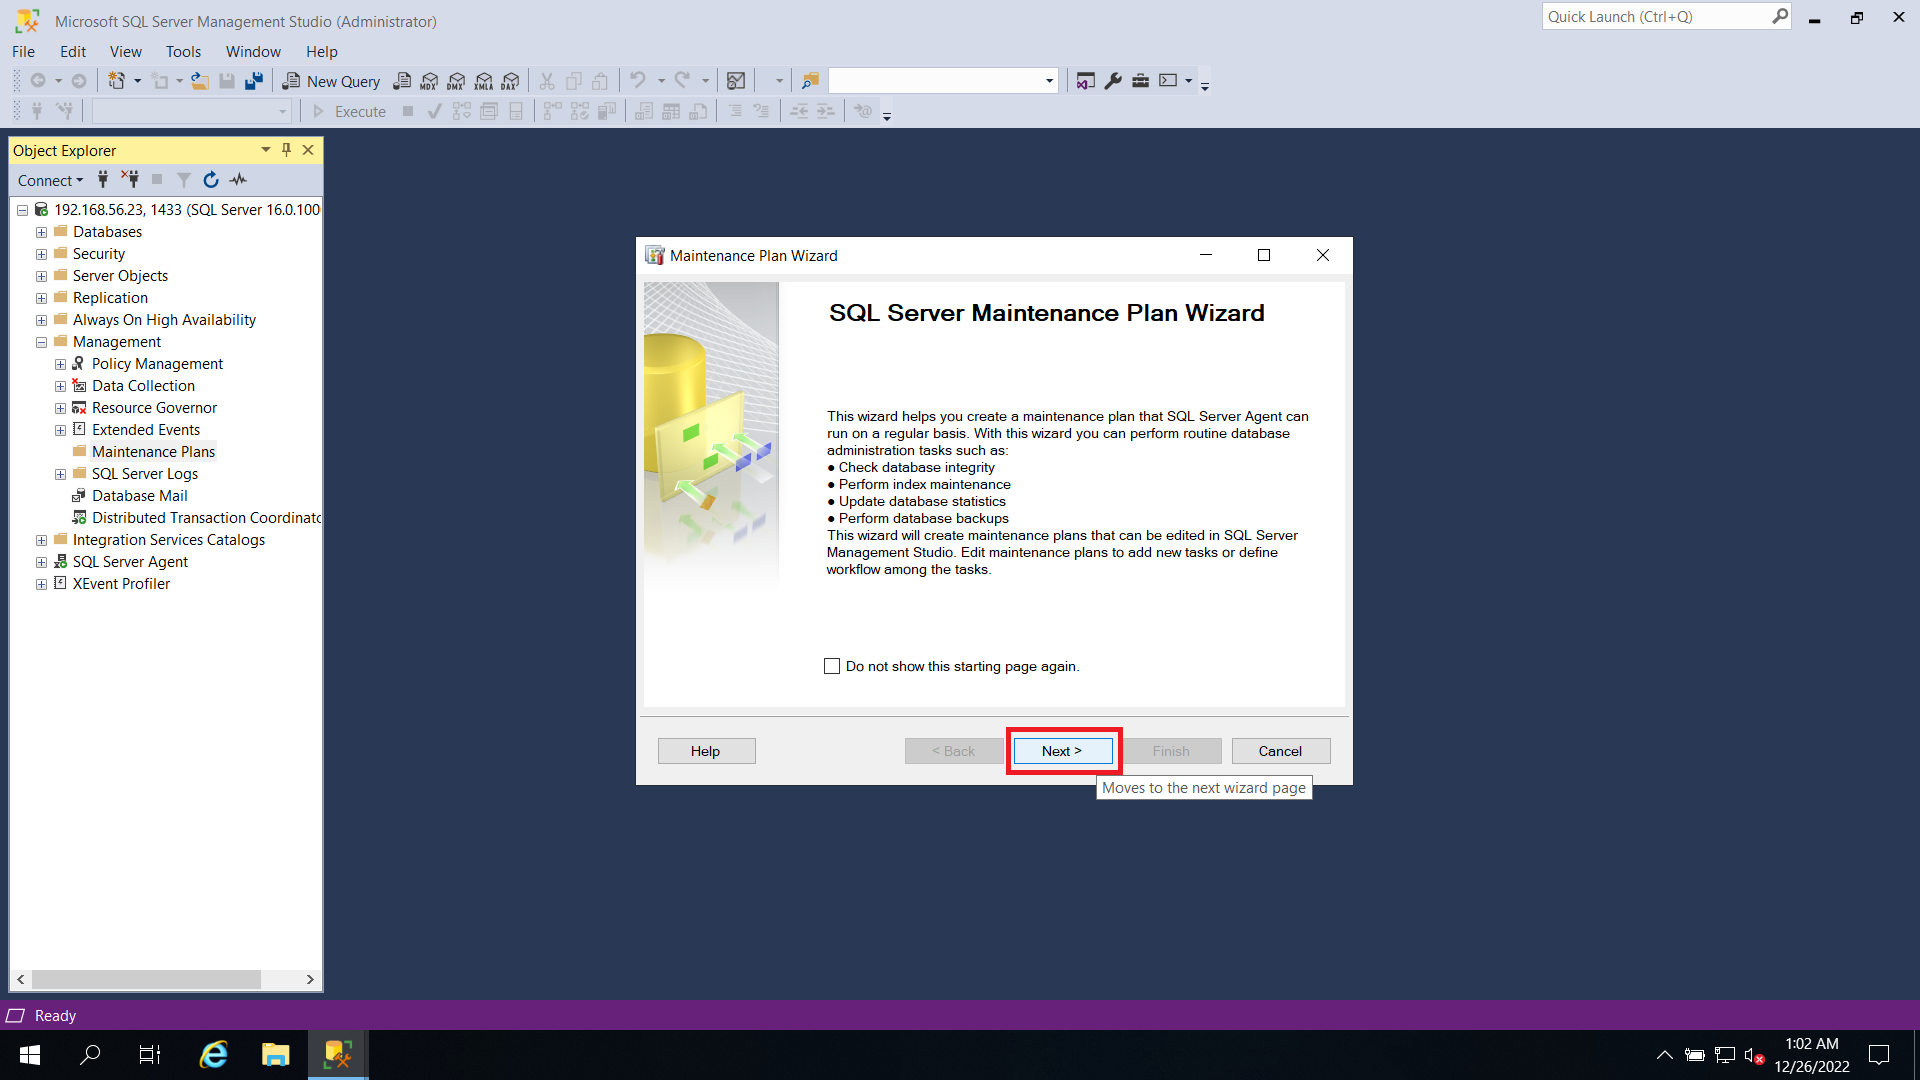 Microsoft SQL Server Management Studio (Administrator)
Quick Launch (Ctrl+Q)
File Edit View Tools Window Help
New Query
MDX DMX XMLA DAX
Execute
Object Explorer
Connect
192.168.56.23, 1433 (SQL Server 16.0.100
Databases
Security
Server Objects
Replication
Always On High Availability
Management
Policy Management
Data Collection
Resource Governor
Extended Events
Maintenance Plans
SQL Server Logs
Database Mail
Distributed Transaction Coordinato
Integration Services Catalogs
SQL Server Agent
XEvent Profiler
Maintenance Plan Wizard
SQL Server Maintenance Plan Wizard
This wizard helps you create a maintenance plan that SQL Server Agent can
run on a regular basis. With this wizard you can perform routine database
administration tasks such as:
● Check database integrity
● Perform index maintenance
● Update database statistics
● Perform database backups
This wizard will create maintenance plans that can be edited in SQL Server
Management Studio. Edit maintenance plans to add new tasks or define
workflow among the tasks.
Do not show this starting page again.
Help < Back Next > Finish Cancel
Moves to the next wizard page
Ready
1:02 AM
12/26/2022